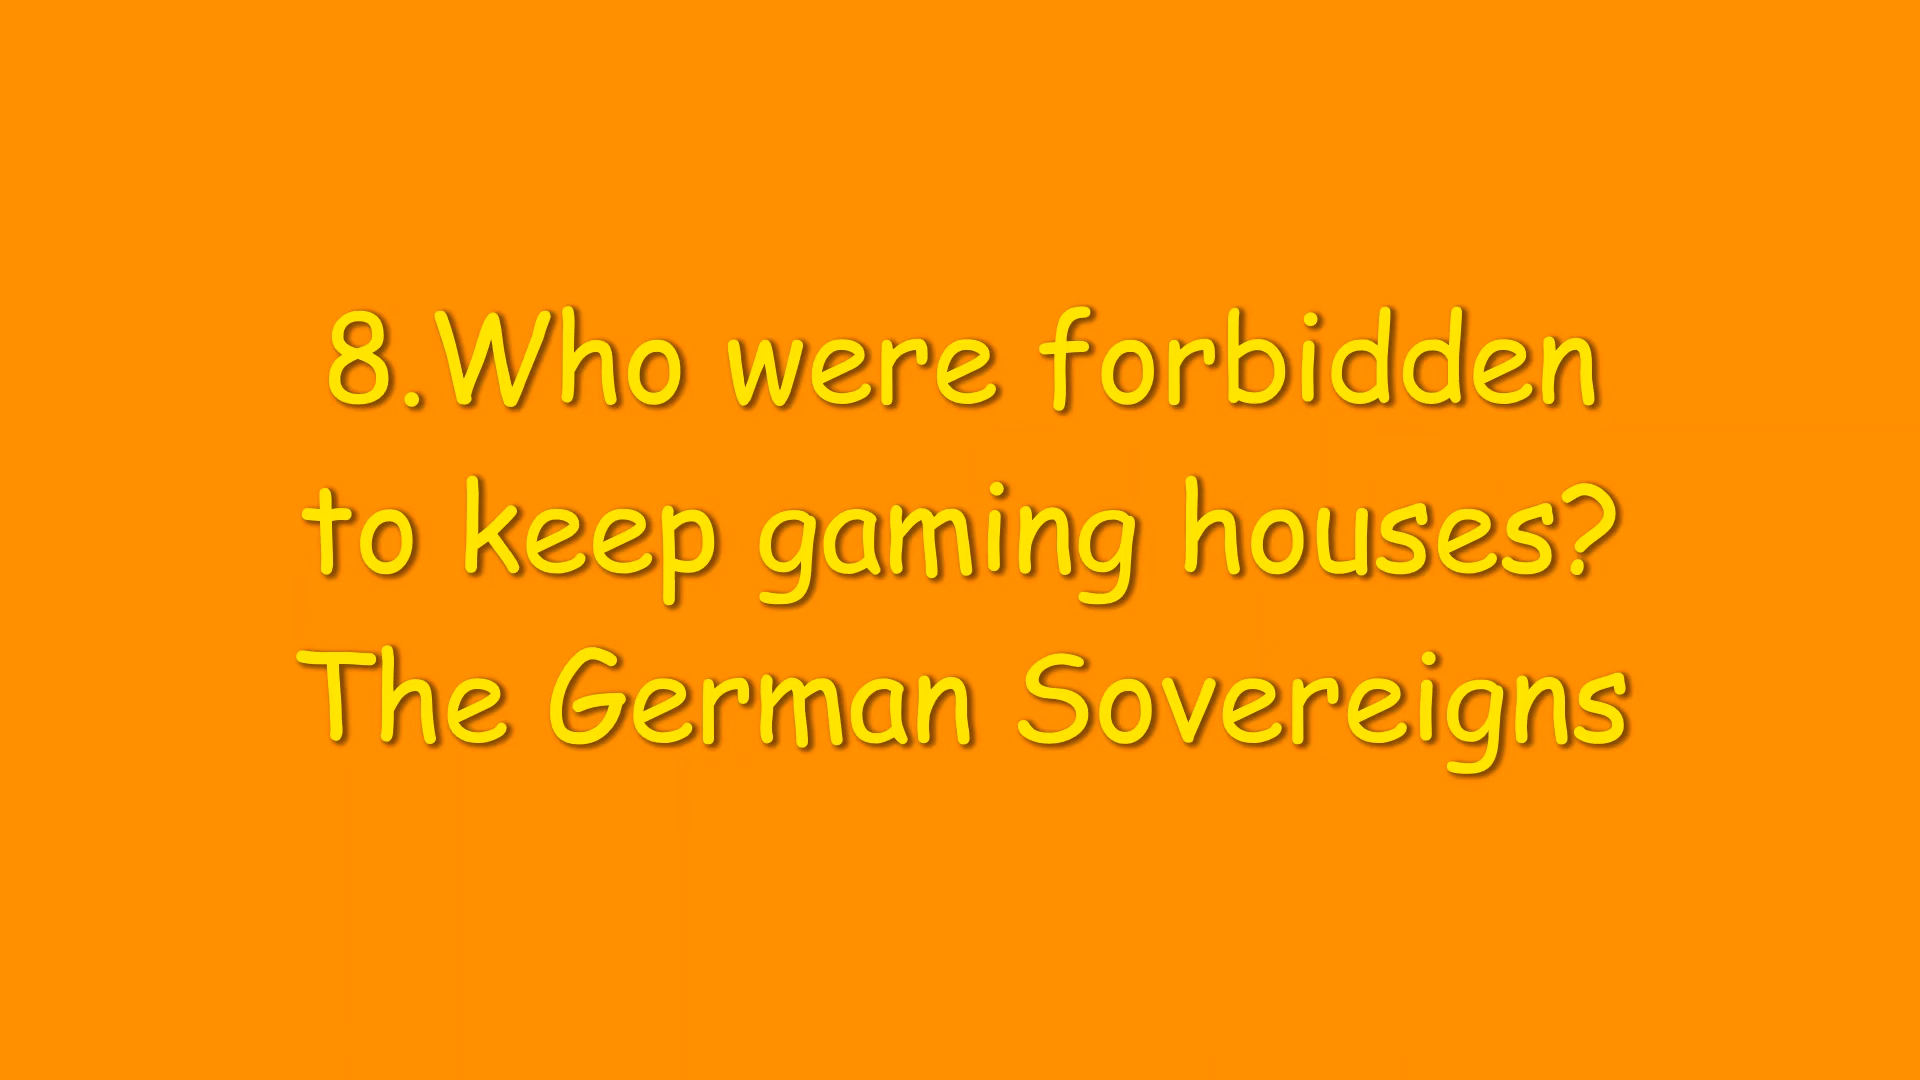 8.Who were forbidden
to keep gaming houses?
The German Sovereigns